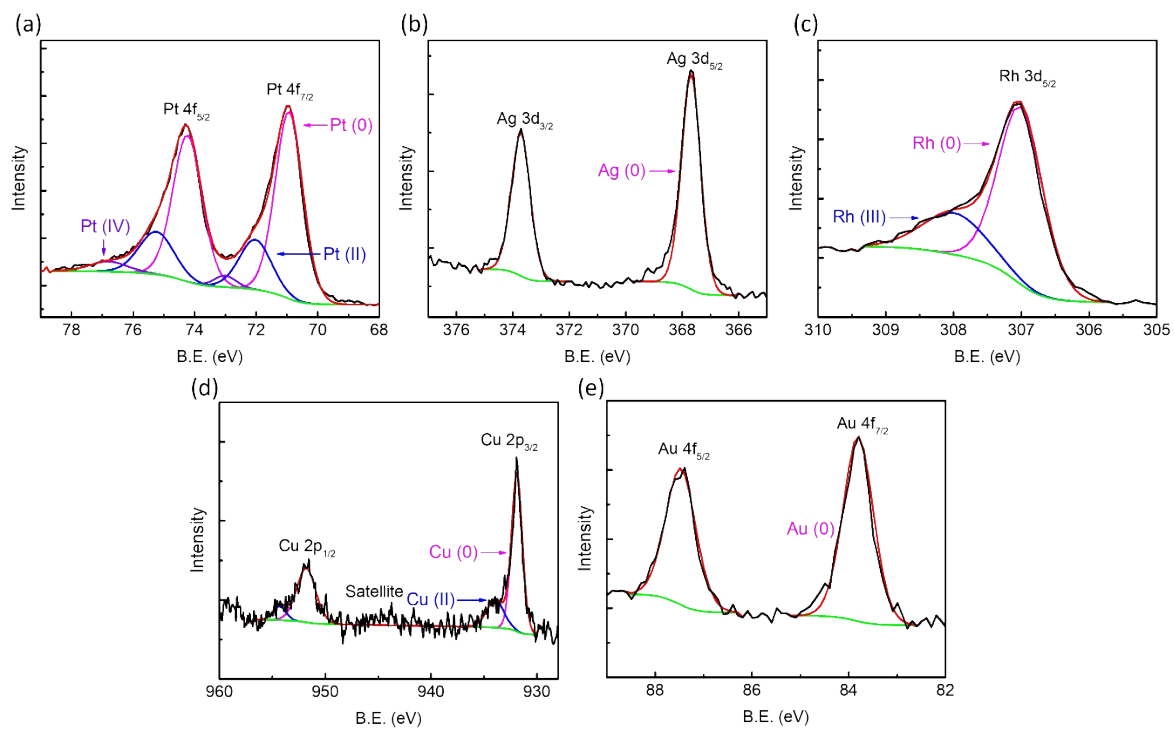 (a)
Pt 4f5/2
Pt 4f7/2
Pt (0)
Pt (IV)
Pt (II)
Intensity
78 76 74 72 70 68
B.E. (eV)
(b)
Ag 3d5/2
Ag 3d3/2
Ag (0)
Intensity
376 374 372 370 368 366
B.E. (eV)
(c)
Rh 3d5/2
Rh (0)
Rh (III)
Intensity
310 309 308 307 306 305
B.E. (eV)
(d)
Cu 2p3/2
Cu 2p1/2
Cu (0)
Satellite
Cu (II)
Intensity
960 950 940 930
B.E. (eV)
(e)
Au 4f7/2
Au 4f5/2
Au (0)
Intensity
88 86 84 82
B.E. (eV)